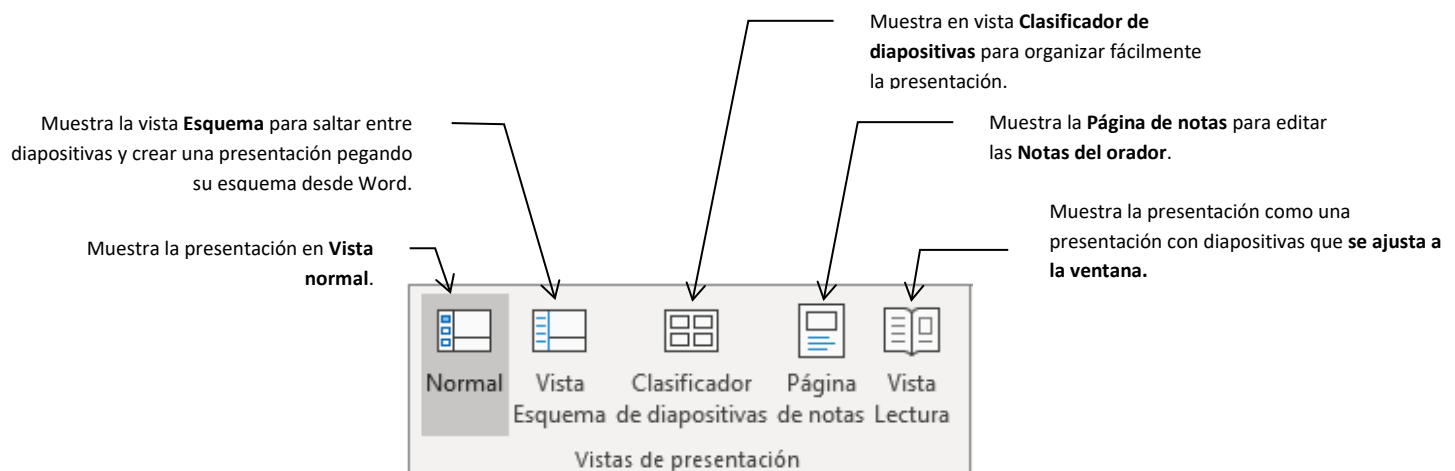 Muestra en vista Clasificador de
diapositivas para organizar fácilmente
la presentación.
Muestra la vista Esquema para saltar entre
diapositivas y crear una presentación pegando
su esquema desde Word.
Muestra la Página de notas para editar
las Notas del orador.
Muestra la presentación como una
presentación con diapositivas que se ajusta a
la ventana.
Muestra la presentación en Vista
normal.
Normal
Vista
Esquema
Clasificador
de diapositivas
Página
de notas
Vista
Lectura
Vistas de presentación